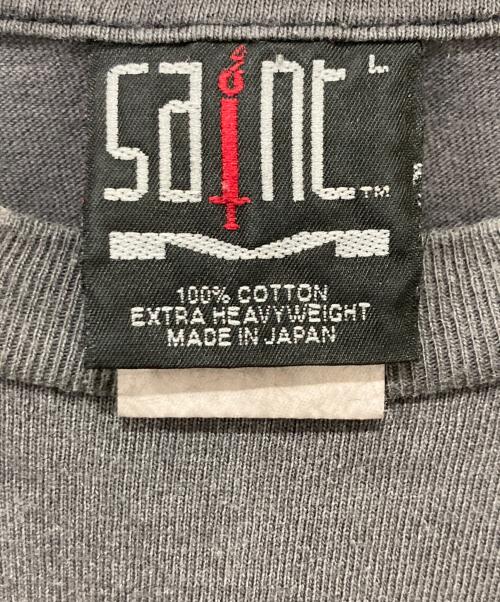 saint L
TM
100% COTTON
EXTRA HEAVYWEIGHT
MADE IN JAPAN